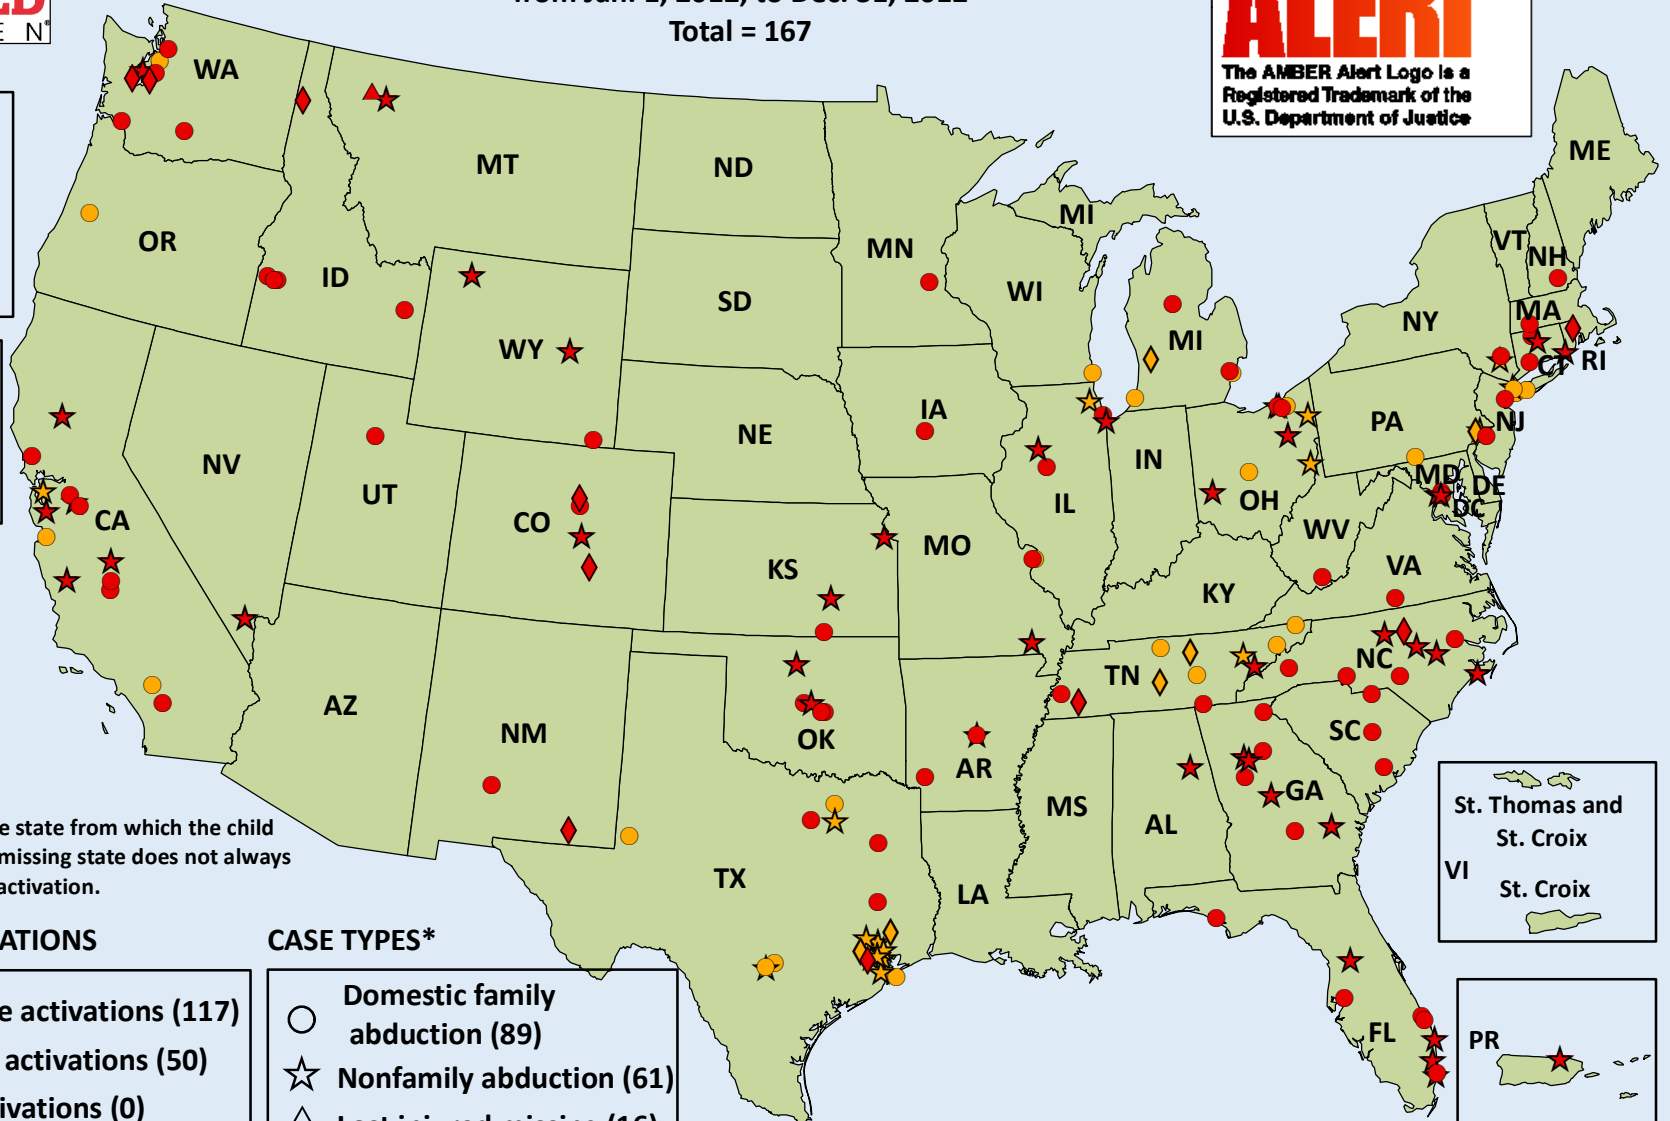 Total = 167
ALERT
The AMBER Alert Logo is a
Registered Trademark of the
U.S. Department of Justice
WA
MT
ND
MN
ME
OR
ID
SD
WI
MI
MI
VT
NH
NY
MA
CT
RI
WY
NE
IA
PA
NJ
NV
UT
CO
CA
KS
MO
IL
IN
OH
MD
DE
DC
WV
VA
KY
AZ
NM
OK
AR
TN
NC
SC
GA
AL
MS
LA
TX
FL
e state from which the child
missing state does not always
activation.
St. Thomas and
St. Croix
VI
St. Croix
PR
ATIONS
e activations (117)
activations (50)
ivations (0)
CASE TYPES*
Domestic family
abduction (89)
Nonfamily abduction (61)